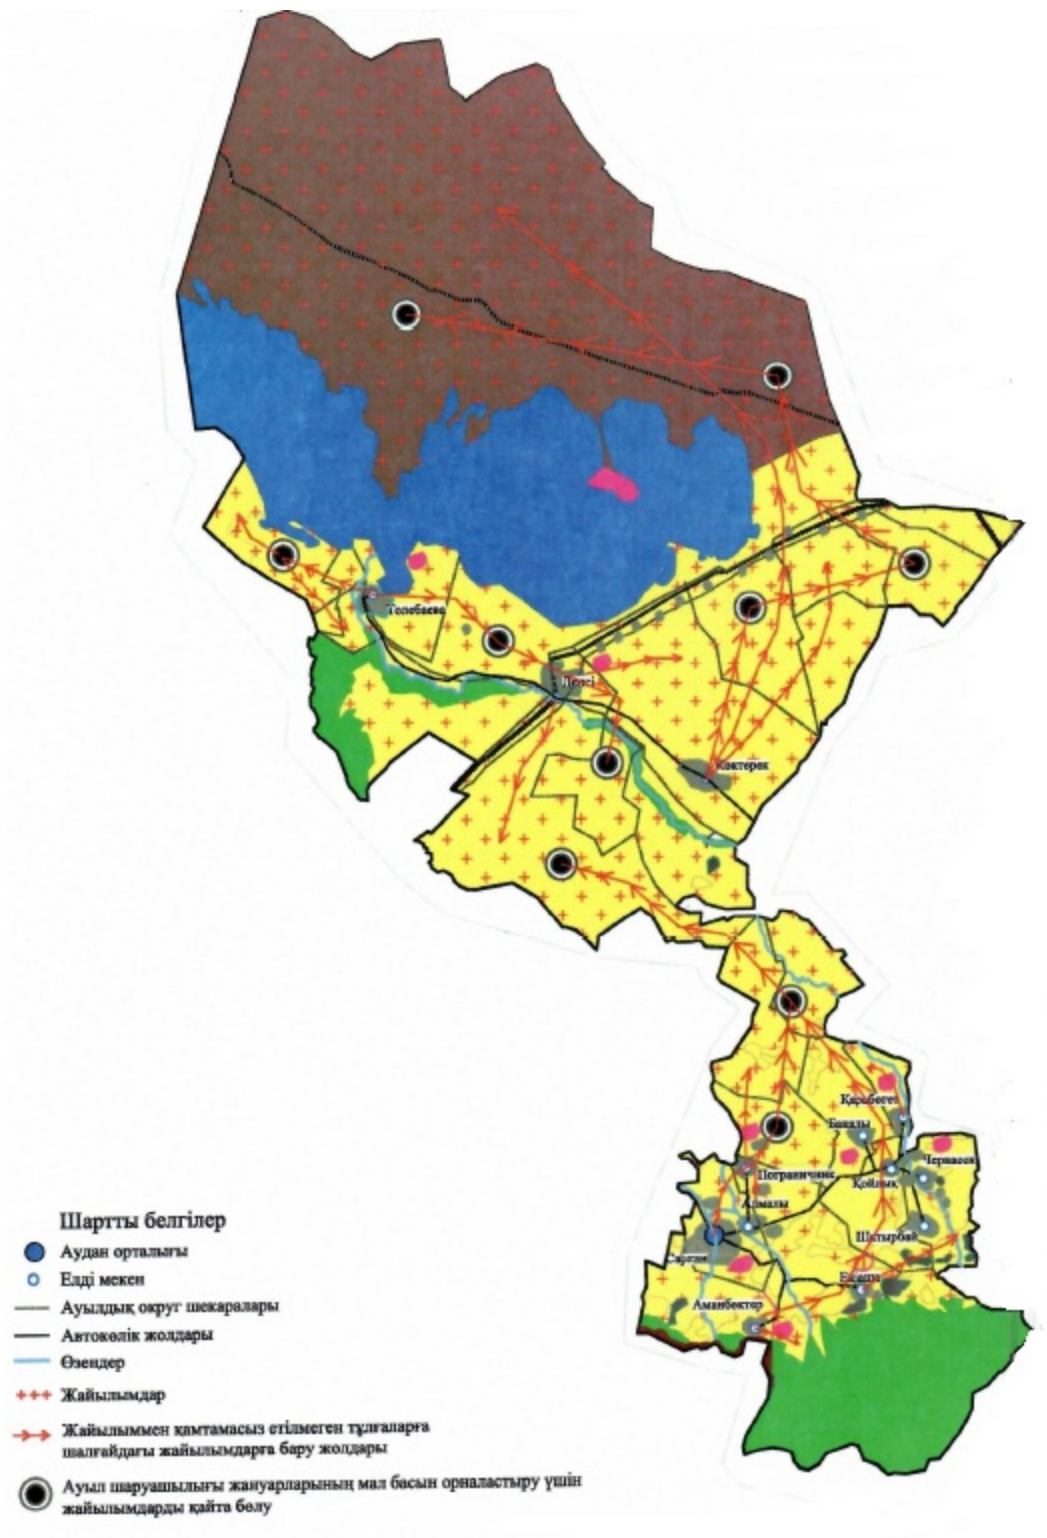 Төлебаева
Лепсі
Көктерек
Қарабөгет
Бақалы
Черкасск
Пограничник
Қойлық
Алмалы
Шатырбай
Сарқан
Екіаша
Аманбөктер
Шартты белгілер
Аудан орталығы
Елді мекен
Ауылдық округ шекаралары
Автокөлік жолдары
Өзендер
Жайылымдар
Жайылыммен қамтамасыз етілмеген тұлғаларға
шалғайдағы жайылымдарға бару жолдары
Ауыл шаруашылығы жануарларының мал басын орналастыру үшін
жайылымдарды қайта бөлу